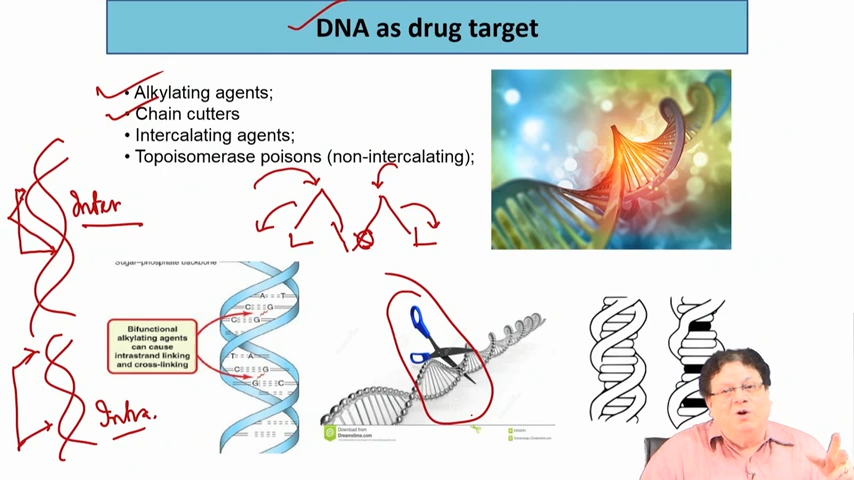 DNA as drug target
• Alkylating agents;
• Chain cutters
• Intercalating agents;
• Topoisomerase poisons (non-intercalating);
Inter
Sugar-phosphate backbone
A T
C G
C G
Bifunctional
alkylating agents
can cause
intrastrand linking
and cross-linking
T A
C G
G C
Intra.
L L
Download from
Dreamstime.com